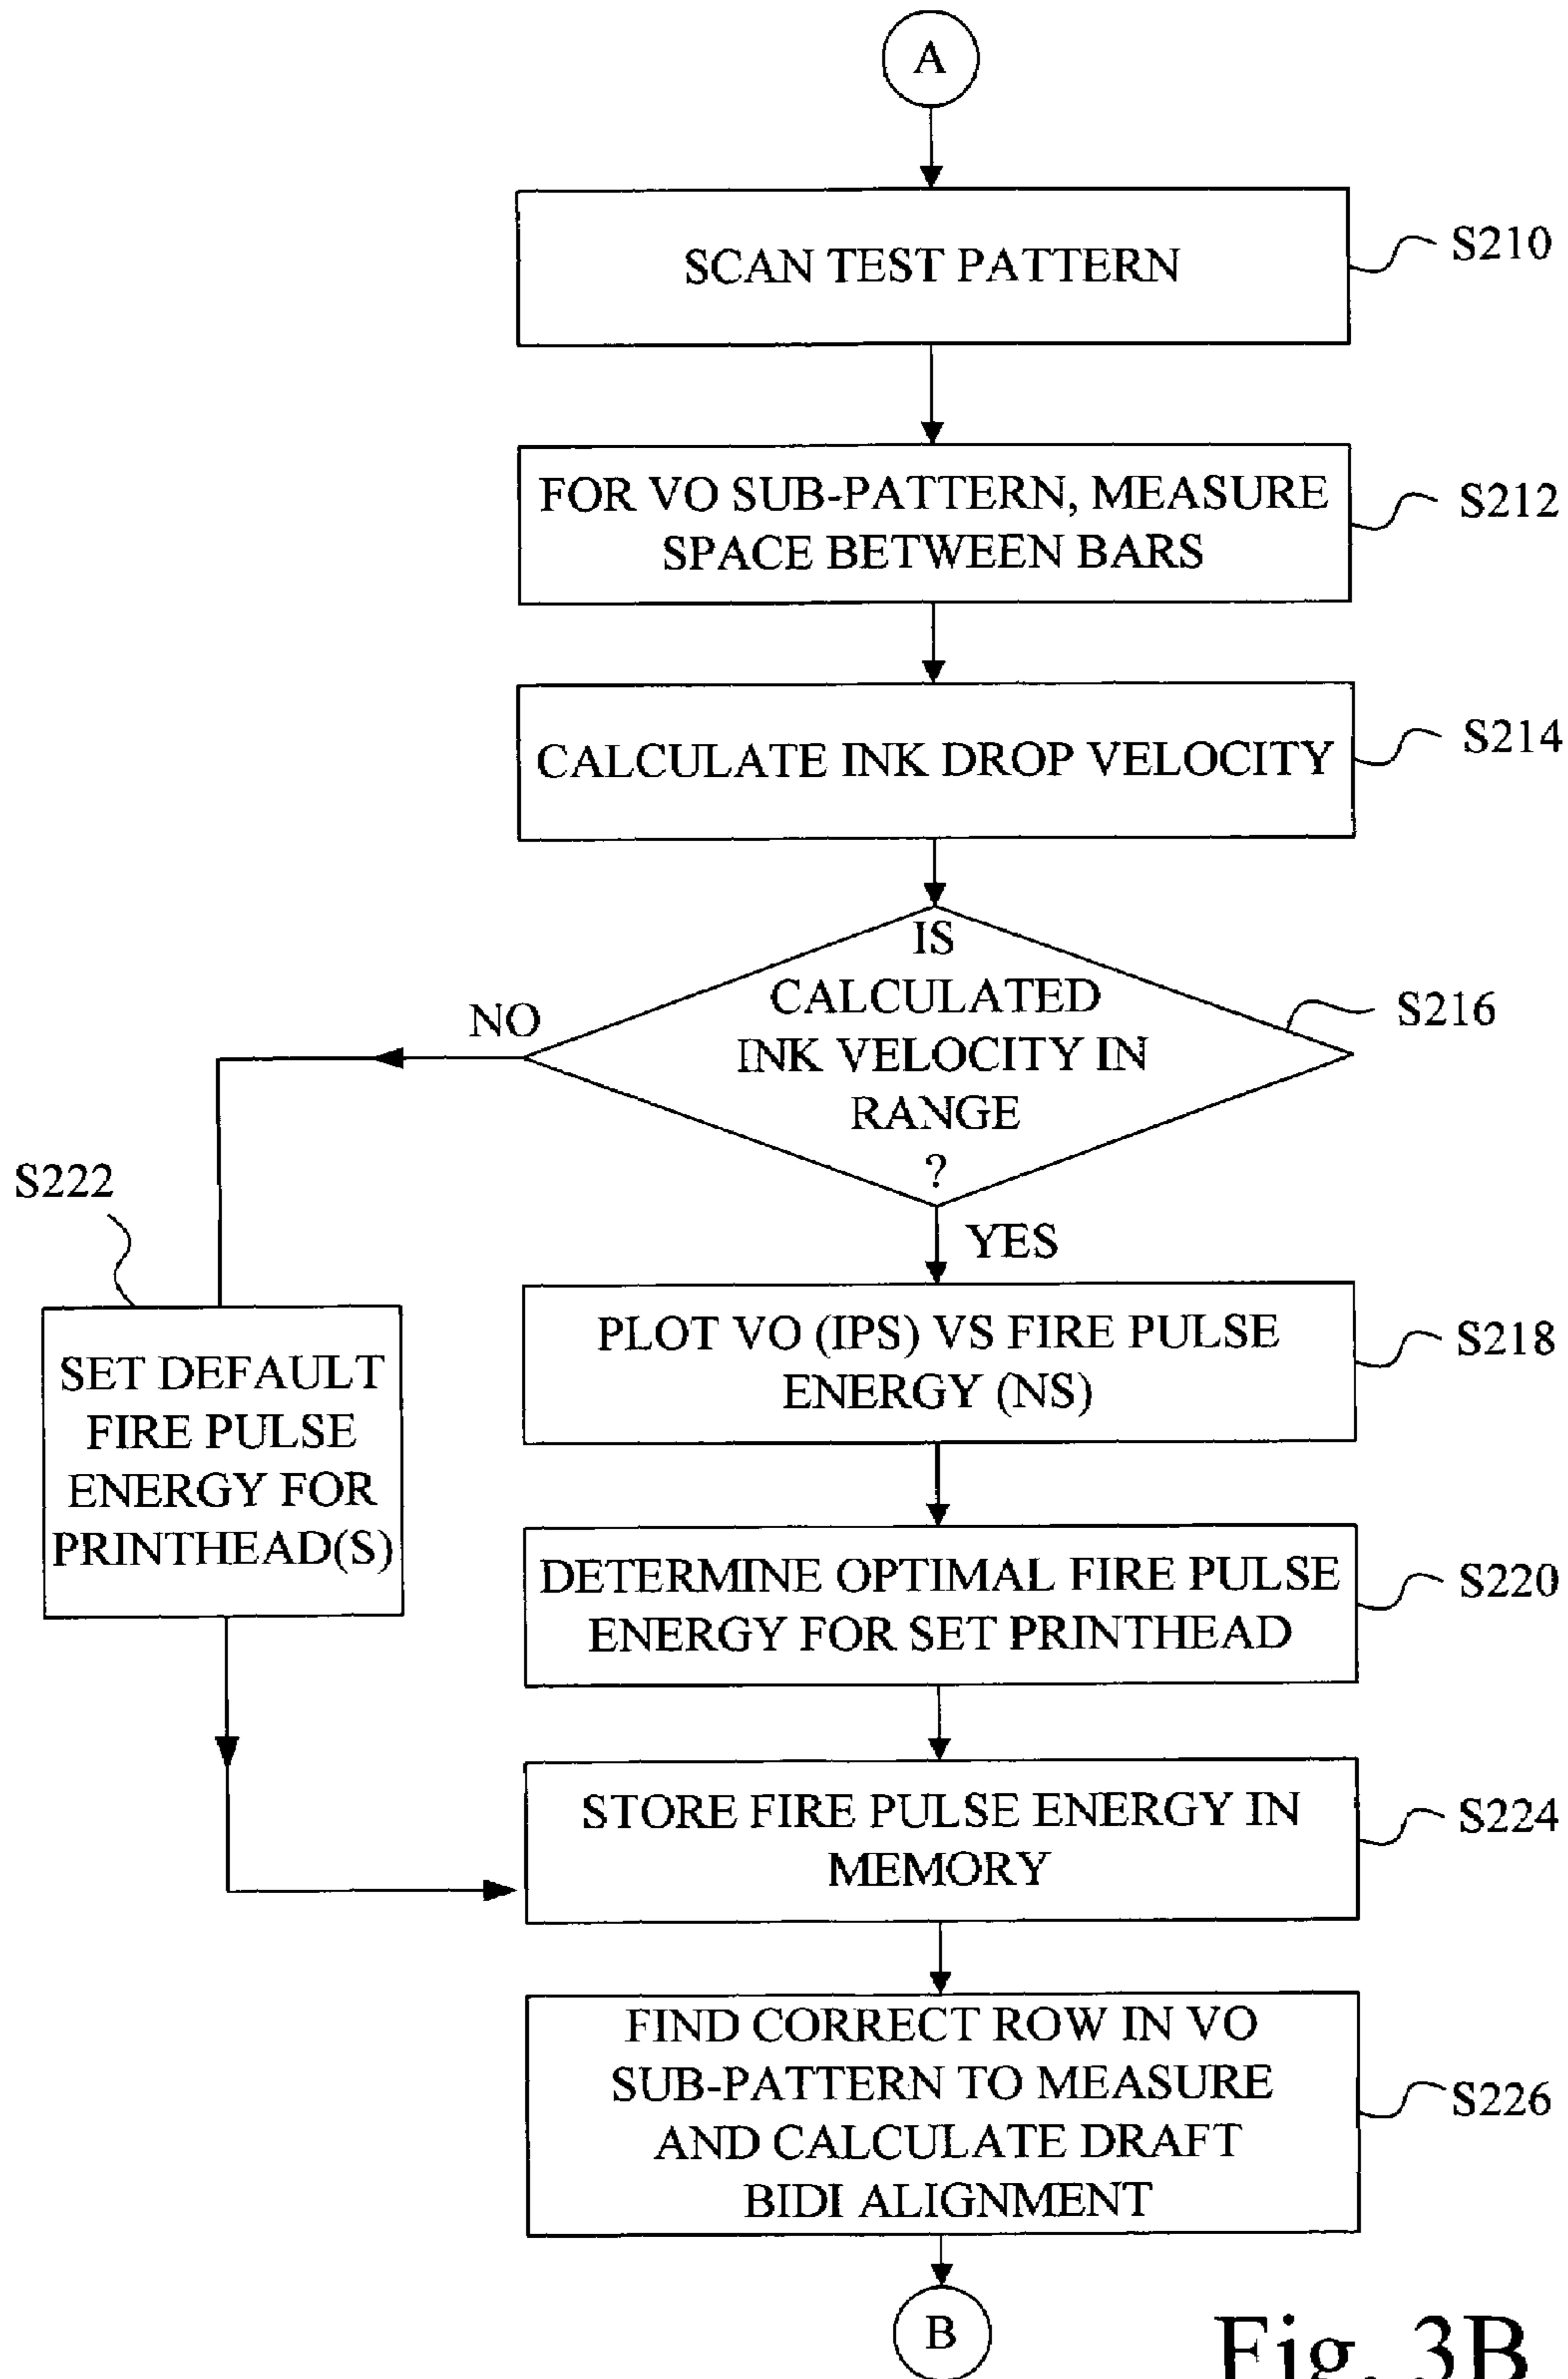 A
SCAN TEST PATTERN
S210
FOR VO SUB-PATTERN, MEASURE
SPACE BETWEEN BARS
S212
CALCULATE INK DROP VELOCITY
S214
IS
CALCULATED
INK VELOCITY IN
RANGE
?
S216
NO
YES
S222
SET DEFAULT
FIRE PULSE
ENERGY FOR
PRINTHEAD(S)
PLOT VO (IPS) VS FIRE PULSE
ENERGY (NS)
S218
DETERMINE OPTIMAL FIRE PULSE
ENERGY FOR SET PRINTHEAD
S220
STORE FIRE PULSE ENERGY IN
MEMORY
S224
FIND CORRECT ROW IN VO
SUB-PATTERN TO MEASURE
AND CALCULATE DRAFT
BIDI ALIGNMENT
S226
B
Fig. 3B